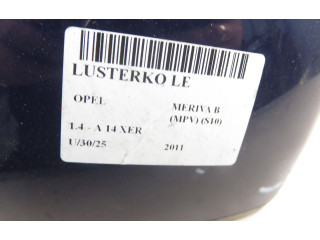 LUSTERKO LE
OPEL MERIVA B
(MPV) (S10)
1.4 - A 14 XER
U/30/25 2011